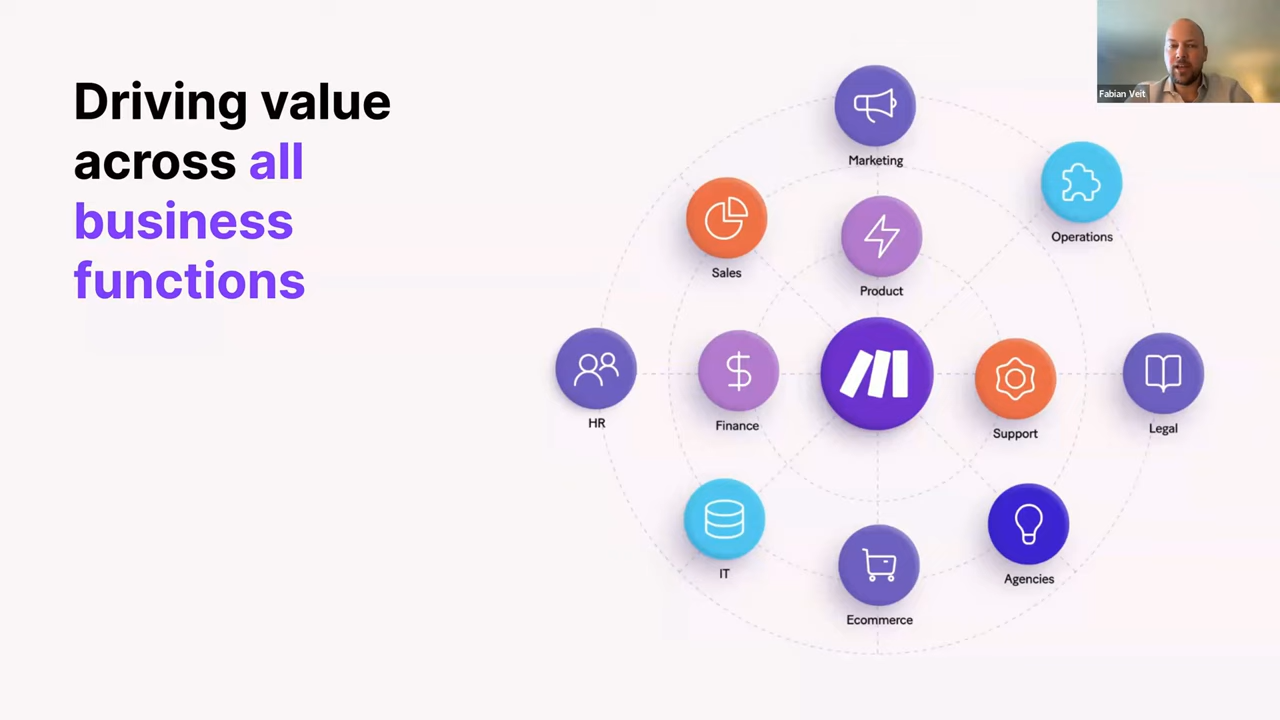 Driving value
across all
business
functions
Fabian Veit
Marketing
Operations
Sales
Product
HR
Finance
Support
Legal
IT
Agencies
Ecommerce